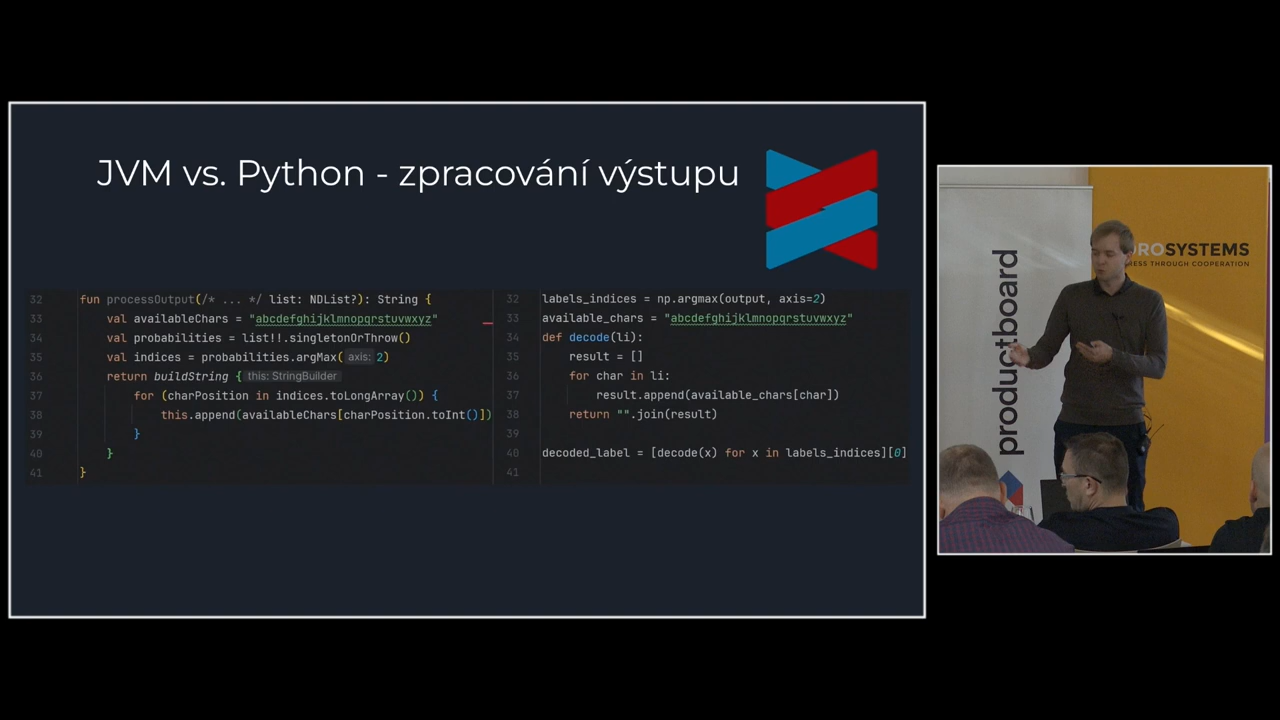 JVM vs. Python - zpracování výstupu
32 fun processOutput(/* ... */ list: NDList?): String {
33 val availableChars = "abcdefghijklmnopqrstuvwxyz"
34 val probabilities = list!!.singletonOrThrow()
35 val indices = probabilities.argMax( axis: 2)
36 return buildString { this: StringBuilder
37 for (charPosition in indices.toLongArray()) {
38 this.append(availableChars[charPosition.toInt()])
39 }
40 }
41 }
32 labels_indices = np.argmax(output, axis=2)
33 available_chars = "abcdefghijklmnopqrstuvwxyz"
34 def decode(li):
35 result = []
36 for char in li:
37 result.append(available_chars[char])
38 return "".join(result)
39
40 decoded_label = [decode(x) for x in labels_indices][0]
41
productboard
ROSYSTEMS
ESS THROUGH COOPERATION